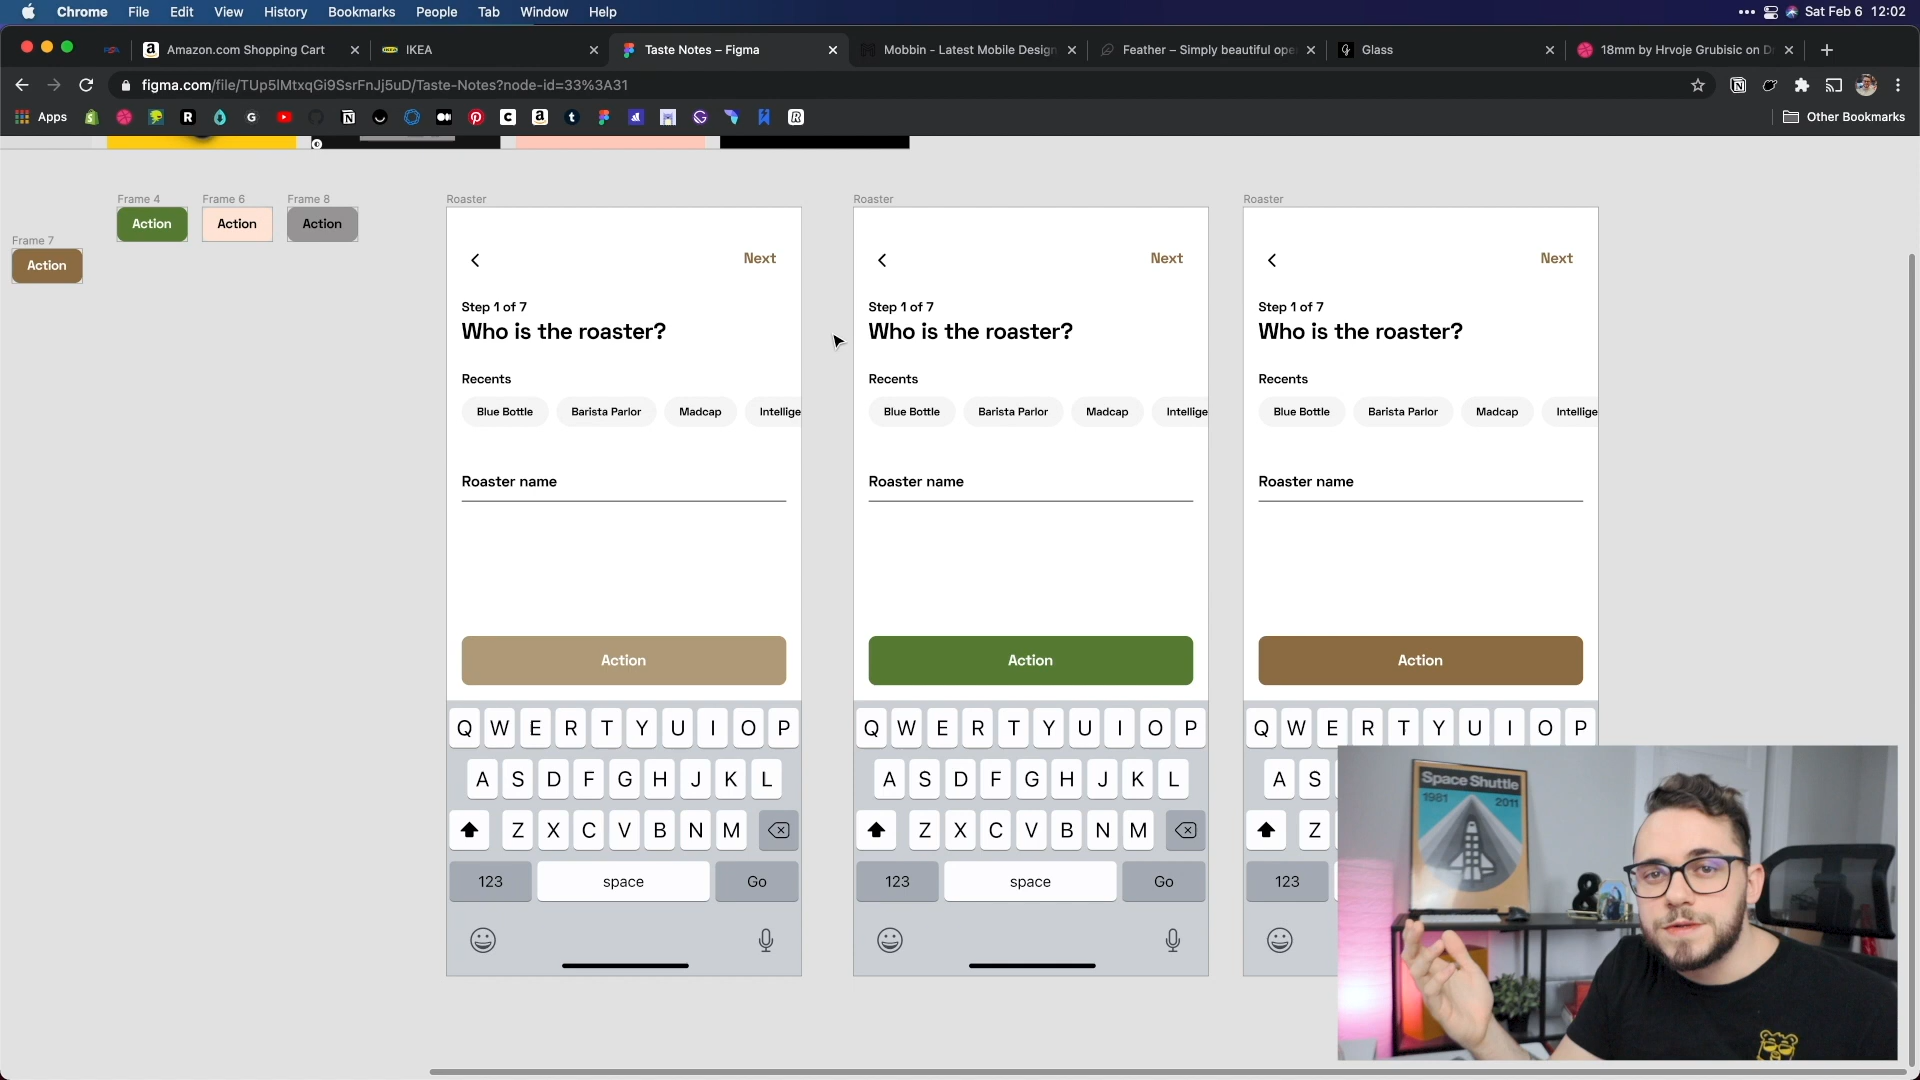 Chrome File Edit View History Bookmarks People Tab Window Help
Sat Feb 6 12:02
Amazon.com Shopping Cart
IKEA
Taste Notes – Figma
Mobbin - Latest Mobile Design
Feather – Simply beautiful ope
Glass
18mm by Hrvoje Grubisic on Dr
figma.com/file/TUp5lMtxqGi9SsrFnJj5uD/Taste-Notes?node-id=33%3A31
Apps
Other Bookmarks
Frame 4
Frame 6
Frame 8
Action
Action
Action
Frame 7
Action
Roaster
Next
Step 1 of 7
Who is the roaster?
Recents
Blue Bottle
Barista Parlor
Madcap
Intellige
Roaster name
Action
Q W E R T Y U I O P
A S D F G H J K L
Z X C V B N M
123
space
Go
Roaster
Next
Step 1 of 7
Who is the roaster?
Recents
Blue Bottle
Barista Parlor
Madcap
Intellige
Roaster name
Action
Q W E R T Y U I O P
A S D F G H J K L
Z X C V B N M
123
space
Go
Roaster
Next
Step 1 of 7
Who is the roaster?
Recents
Blue Bottle
Barista Parlor
Madcap
Intellige
Roaster name
Action
Q W E R T Y U I O P
A S
Z
123
Space Shuttle
1981 2011